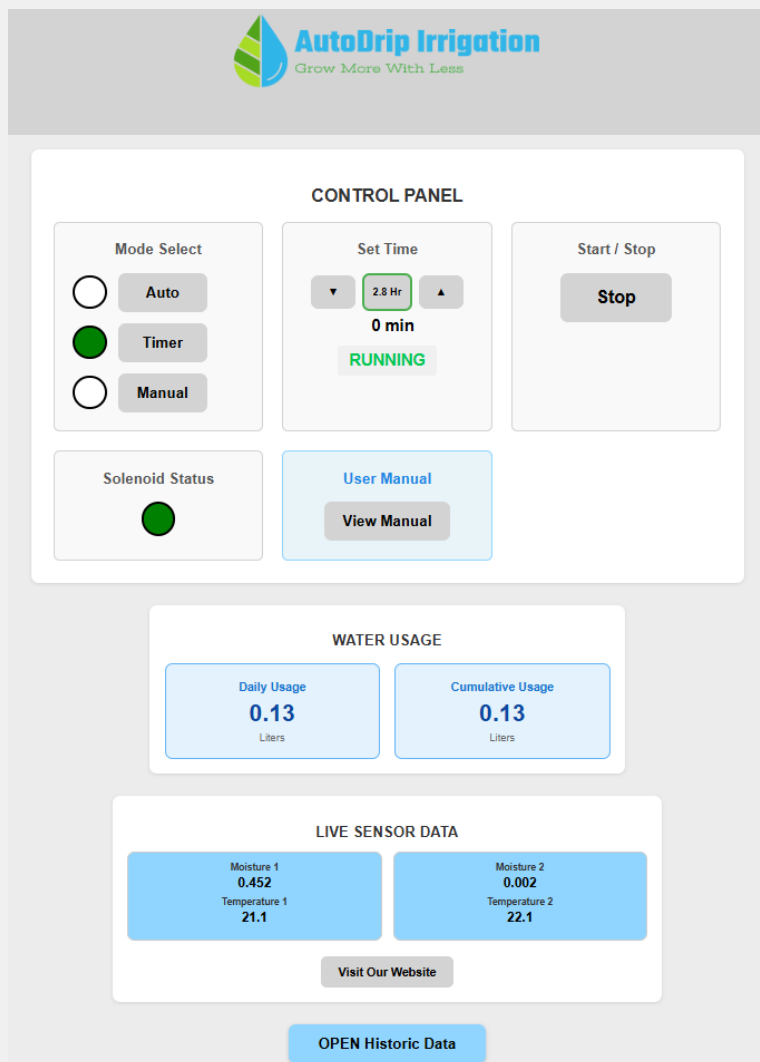 AutoDrip Irrigation
Grow More With Less
CONTROL PANEL
Mode Select
Auto
Timer
Manual
Set Time
▼ 2.8 Hr ▲
0 min
RUNNING
Start / Stop
Stop
Solenoid Status
User Manual
View Manual
WATER USAGE
Daily Usage
0.13
Liters
Cumulative Usage
0.13
Liters
LIVE SENSOR DATA
Moisture 1
0.452
Temperature 1
21.1
Moisture 2
0.002
Temperature 2
22.1
Visit Our Website
OPEN Historic Data